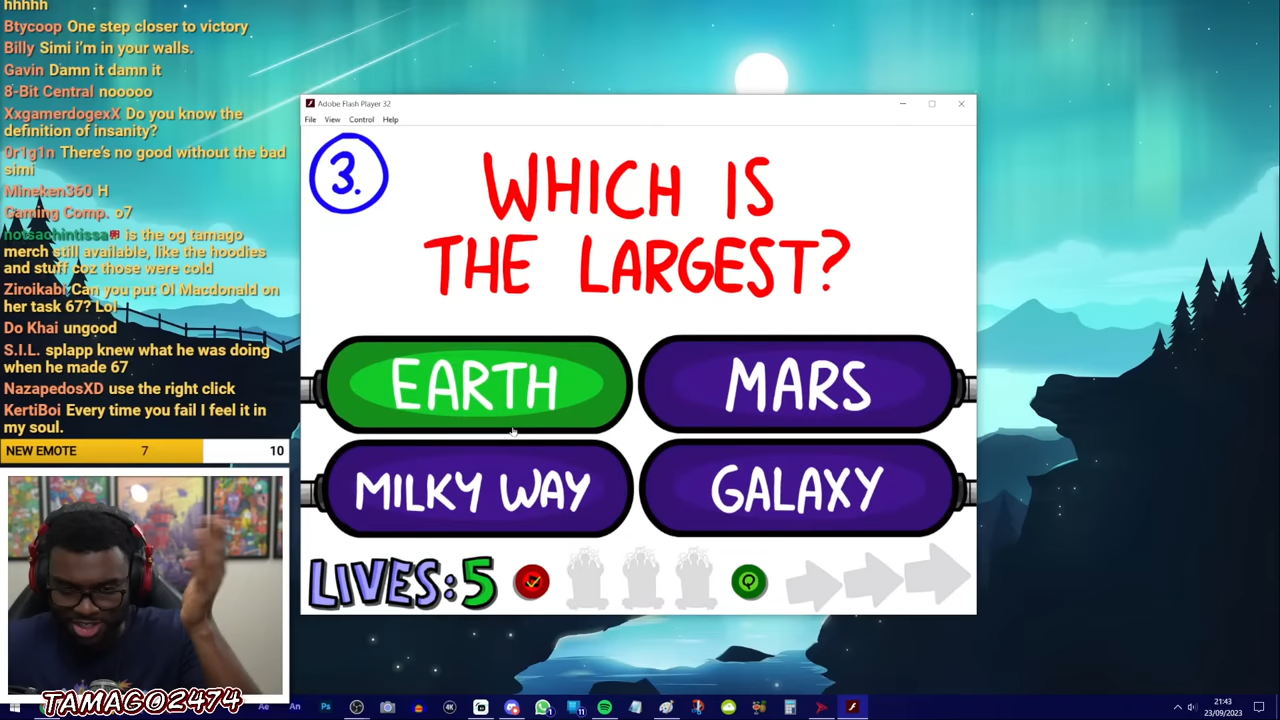 hhhhh
Btycoop One step closer to victory
Billy Simi i'm in your walls.
Gavin Damn it damn it
8-Bit Central nooooo
XxgamerdogexX Do you know the
definition of insanity?
0r1g1n There's no good without the bad
simi
Mineken360 H
Gaming Comp. o7
notsachintissa is the og tamago
merch still available, like the hoodies
and stuff coz those were cold
Ziroikabi Can you put Ol Macdonald on
her task 67? Lol
Do Khai ungood
S.I.L. splapp knew what he was doing
when he made 67
NazapedosXD use the right click
KertiBoi Every time you fail I feel it in
my soul.
NEW EMOTE 7 10
Adobe Flash Player 32
File View Control Help
3.
WHICH IS
THE LARGEST?
EARTH MARS
MILKY WAY GALAXY
LIVES: 5
TAMAGO2474
Ae An Ps 4K 11
21:43
23/09/2023